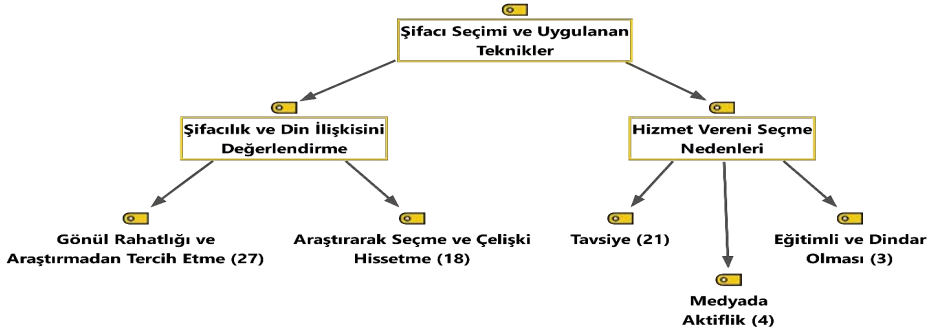 Şifacı Seçimi ve Uygulanan
Teknikler
Şifacılık ve Din İlişkisini
Değerlendirme
Hizmet Vereni Seçme
Nedenleri
Gönül Rahatlığı ve
Araştırmadan Tercih Etme (27)
Araştırarak Seçme ve Çelişki
Hissetme (18)
Tavsiye (21)
Eğitimli ve Dindar
Olması (3)
Medyada
Aktiflik (4)